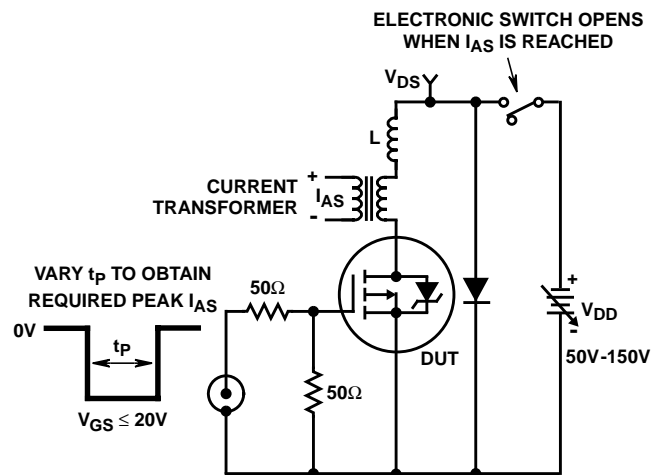 ELECTRONIC SWITCH OPENS
WHEN IAS IS REACHED
VDS
L
+
CURRENT
TRANSFORMER
IAS
-
VARY tP TO OBTAIN
REQUIRED PEAK IAS
50Ω
0V
tP
VGS ≤ 20V
50Ω
DUT
+
VDD
-
50V-150V